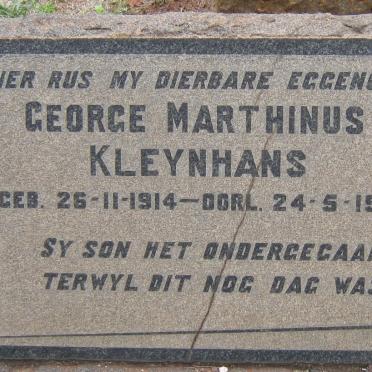 HIER RUS MY DIERBARE EGGENO
GEORGE MARTHINUS
KLEYNHANS
GEB. 26-11-1914—OORL. 24-5-19
SY SON HET ONDERGEGAA
TERWYL DIT NOG DAG WAS